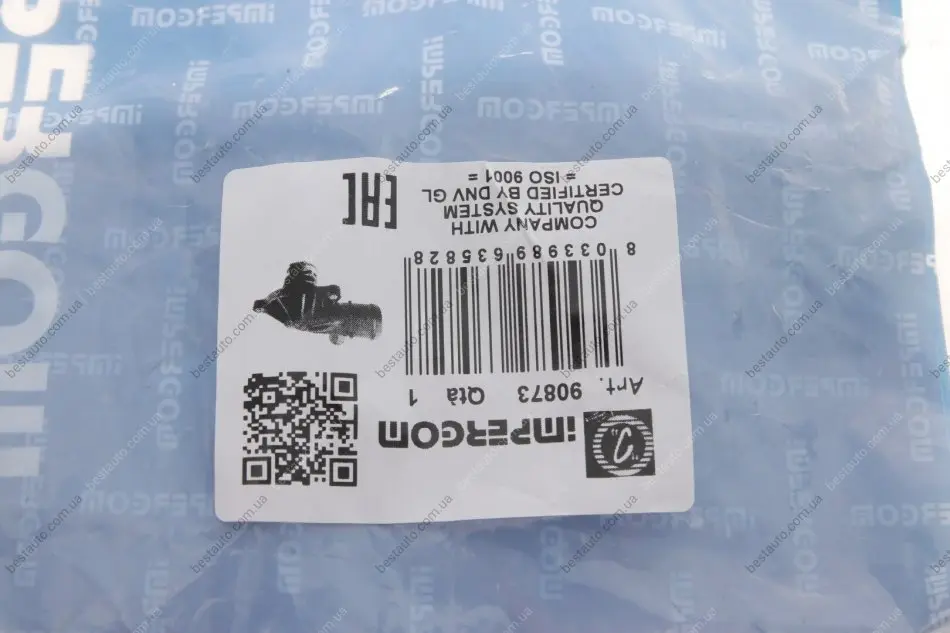 IMPERGOM
Art. 90873 Qtà 1
8 033989 635828
COMPANY WITH
QUALITY SYSTEM
CERTIFIED BY DNV GL
= ISO 9001 =
EAC
"C"
bestauto.com.ua